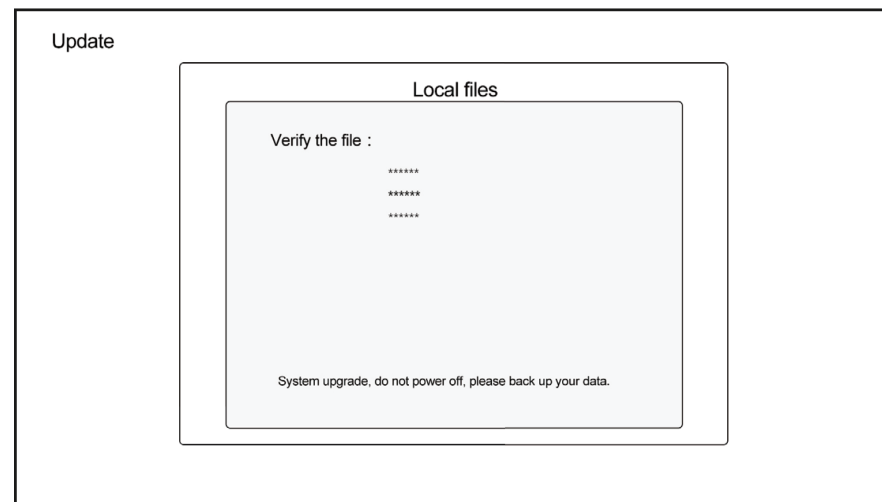 Update
Local files
Verify the file：
******
******
******
System upgrade, do not power off, please back up your data.